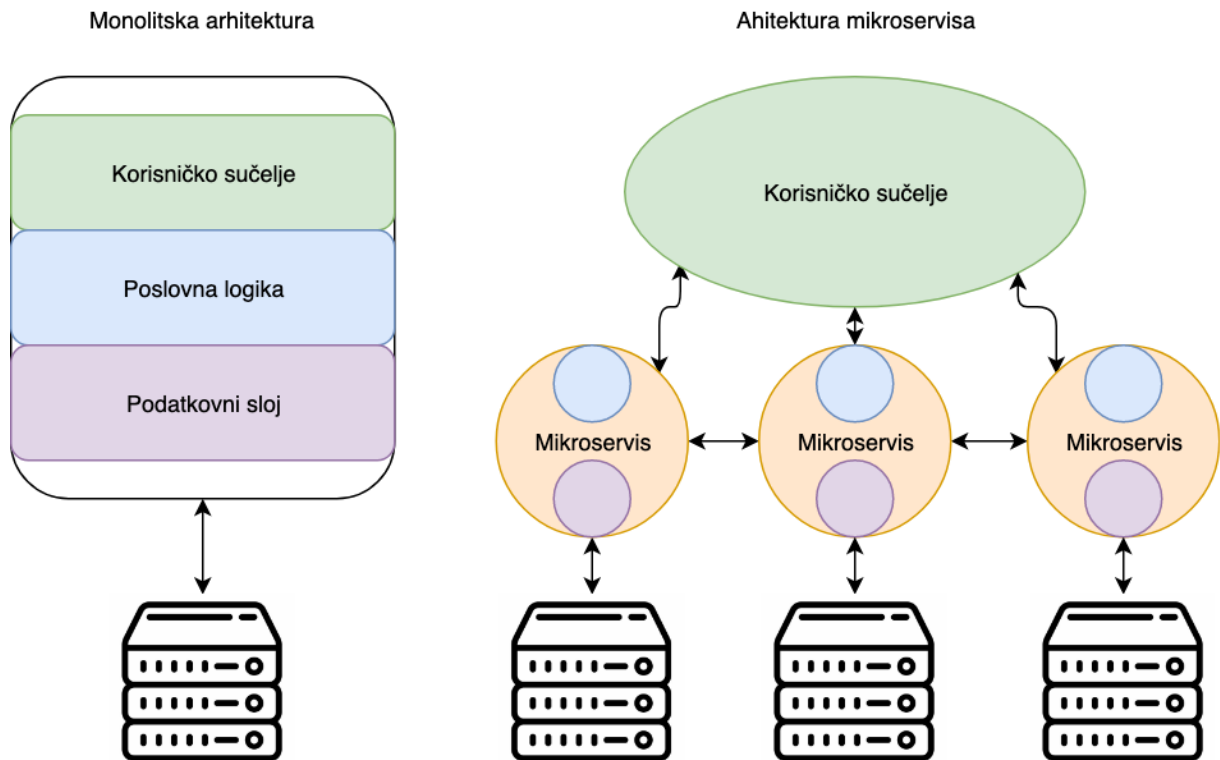 Monolitska arhitektura
Ahitektura mikroservisa
Korisničko sučelje
Poslovna logika
Podatkovni sloj
Korisničko sučelje
Mikroservis
Mikroservis
Mikroservis